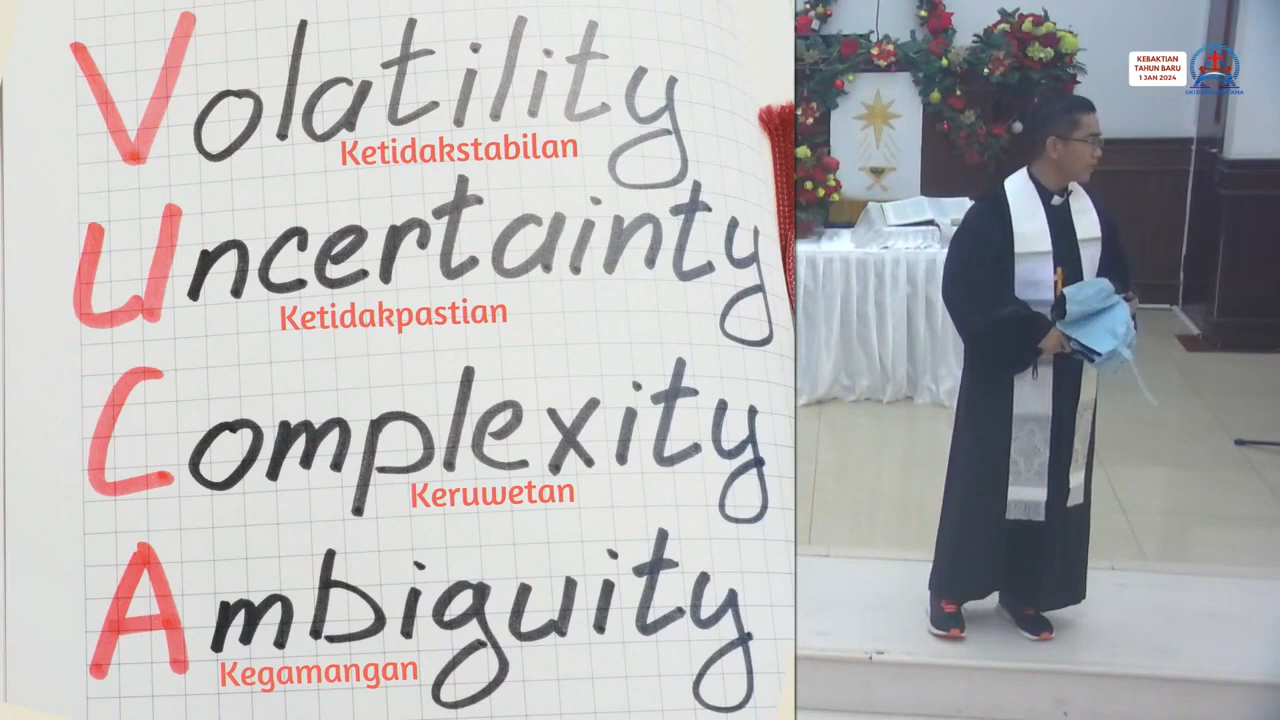 Volatility
Ketidakstabilan
Uncertainty
Ketidakpastian
Complexity
Keruwetan
Ambiguity
Kegamangan
KEBAKTIAN
TAHUN BARU
1 JAN 2024